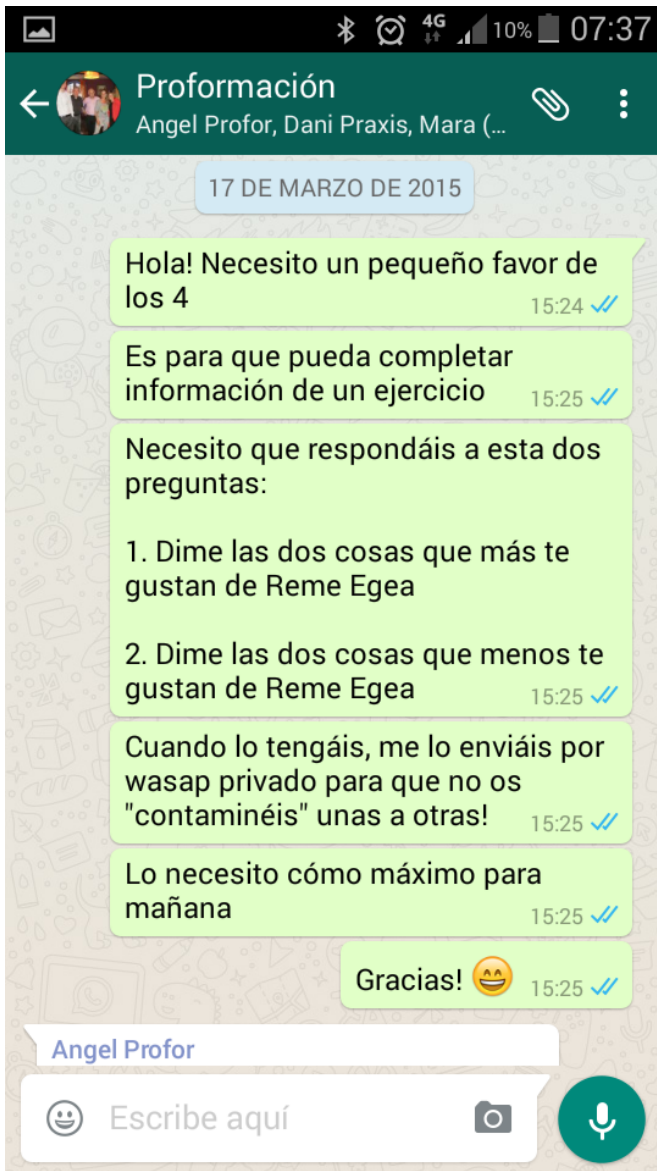 4G 10% 07:37
Proformación
Angel Profor, Dani Praxis, Mara (...
17 DE MARZO DE 2015
Hola! Necesito un pequeño favor de
los 4 15:24
Es para que pueda completar
información de un ejercicio 15:25
Necesito que respondáis a esta dos
preguntas:
1. Dime las dos cosas que más te
gustan de Reme Egea
2. Dime las dos cosas que menos te
gustan de Reme Egea 15:25
Cuando lo tengáis, me lo enviáis por
wasap privado para que no os
"contaminéis" unas a otras! 15:25
Lo necesito cómo máximo para
mañana 15:25
Gracias! 😄 15:25
Angel Profor
Escribe aquí